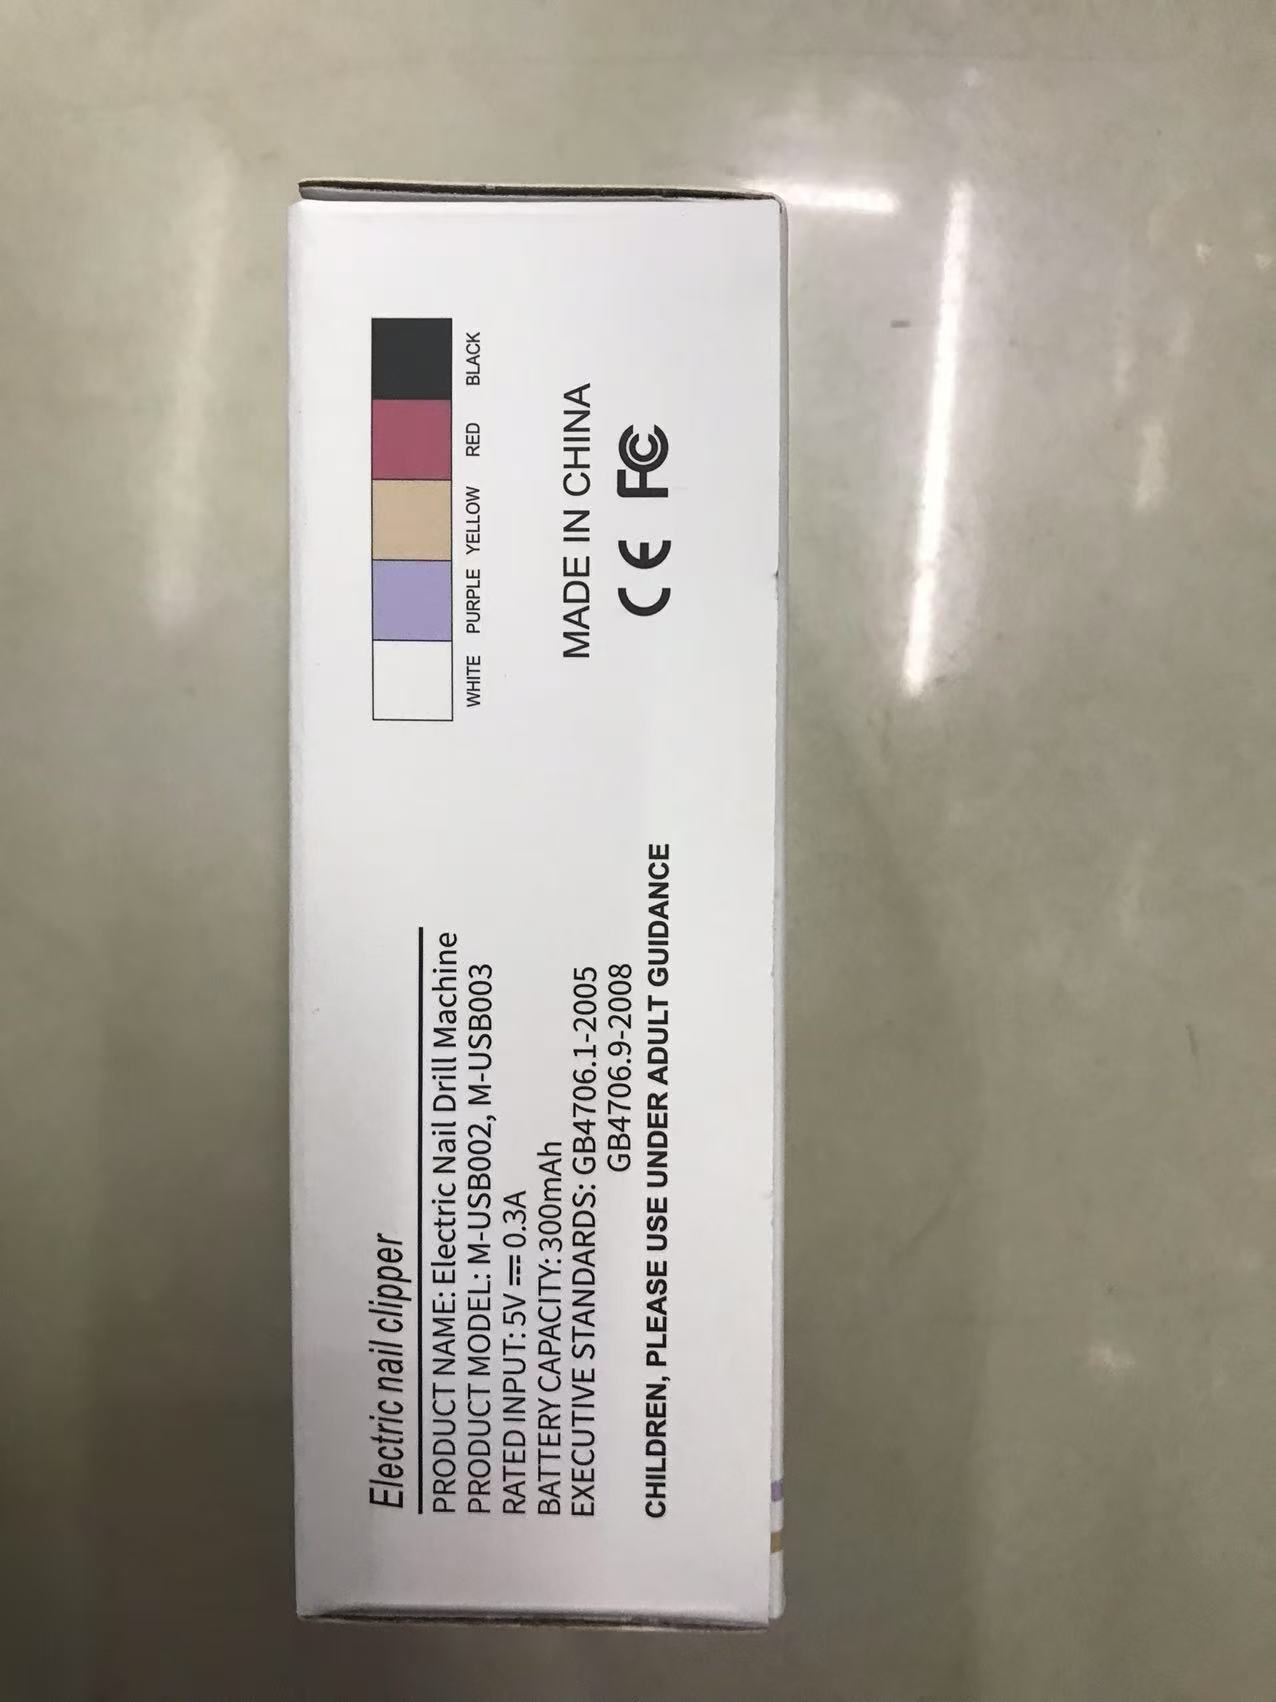 Electric nail clipper
PRODUCT NAME: Electric Nail Drill Machine
PRODUCT MODEL: M-USB002, M-USB003
RATED INPUT: 5V ⎓ 0.3A
BATTERY CAPACITY: 300mAh
EXECUTIVE STANDARDS: GB4706.1-2005
GB4706.9-2008
CHILDREN, PLEASE USE UNDER ADULT GUIDANCE
WHITE PURPLE YELLOW RED BLACK
MADE IN CHINA
CE FC